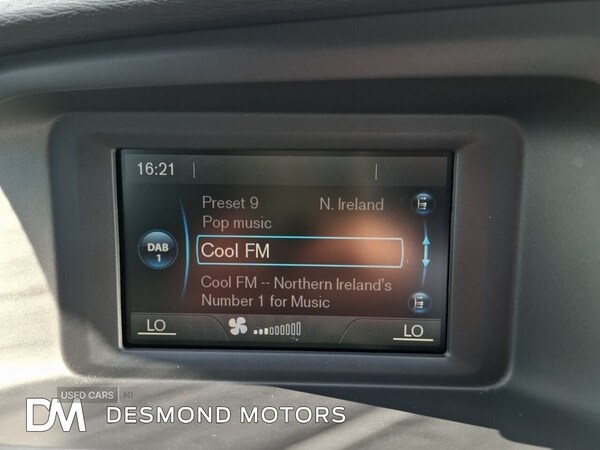 16:21
Preset 9 N. Ireland
Pop music
DAB
1
Cool FM
Cool FM -- Northern Ireland's
Number 1 for Music
LO
LO
USED CARS NI
DM DESMOND MOTORS